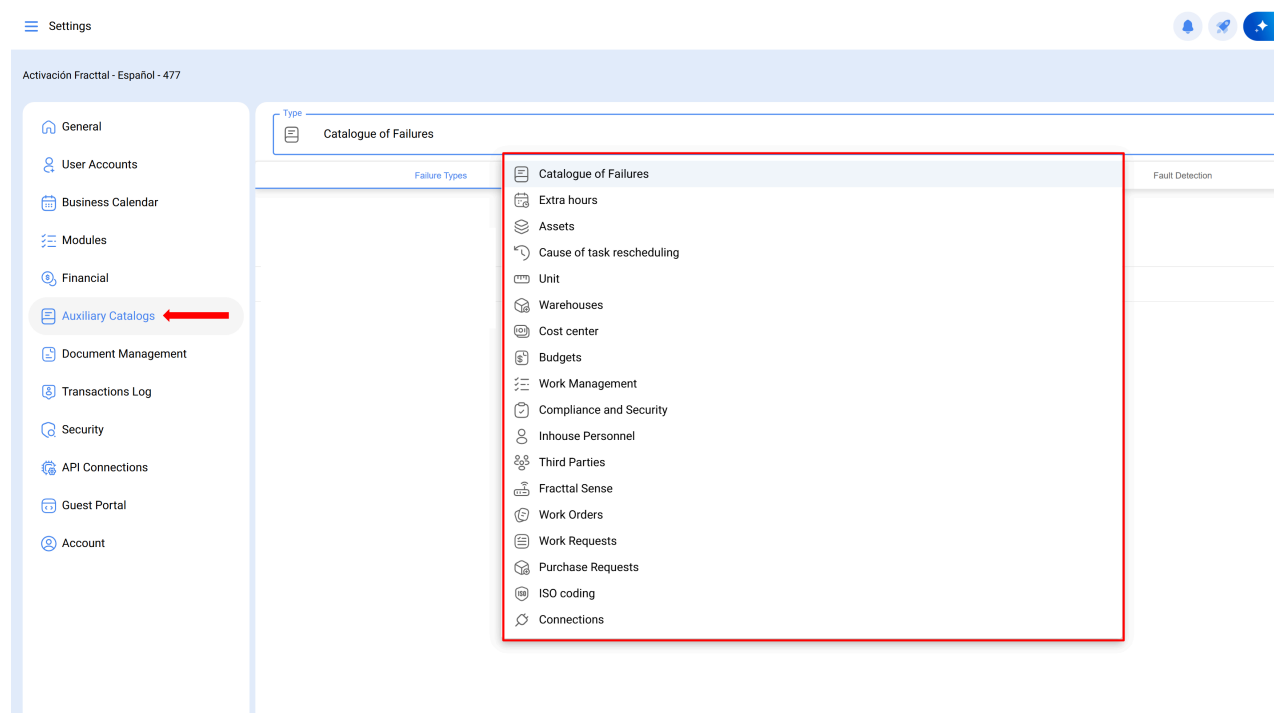 Settings
Activación Fracttal - Español - 477
General
User Accounts
Business Calendar
Modules
Financial
Auxiliary Catalogs
Document Management
Transactions Log
Security
API Connections
Guest Portal
Account
Type
Catalogue of Failures
Failure Types
Fault Detection
Catalogue of Failures
Extra hours
Assets
Cause of task rescheduling
Unit
Warehouses
Cost center
Budgets
Work Management
Compliance and Security
Inhouse Personnel
Third Parties
Fracttal Sense
Work Orders
Work Requests
Purchase Requests
ISO coding
Connections